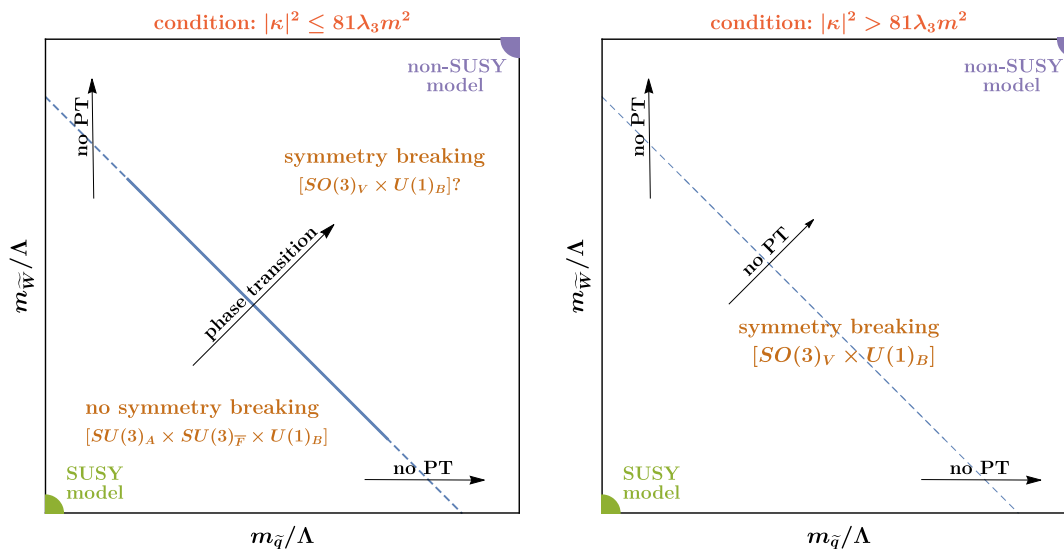 condition: |κ|² ≤ 81λ₃m²
non-SUSY
model
no PT
symmetry breaking
[SO(3)_V × U(1)_B]?
phase transition
m_W̃/Λ
no symmetry breaking
[SU(3)_A × SU(3)_F̅ × U(1)_B]
SUSY
model
no PT
m_q̃/Λ
condition: |κ|² > 81λ₃m²
non-SUSY
model
no PT
no PT
m_W̃/Λ
symmetry breaking
[SO(3)_V × U(1)_B]
SUSY
model
no PT
m_q̃/Λ